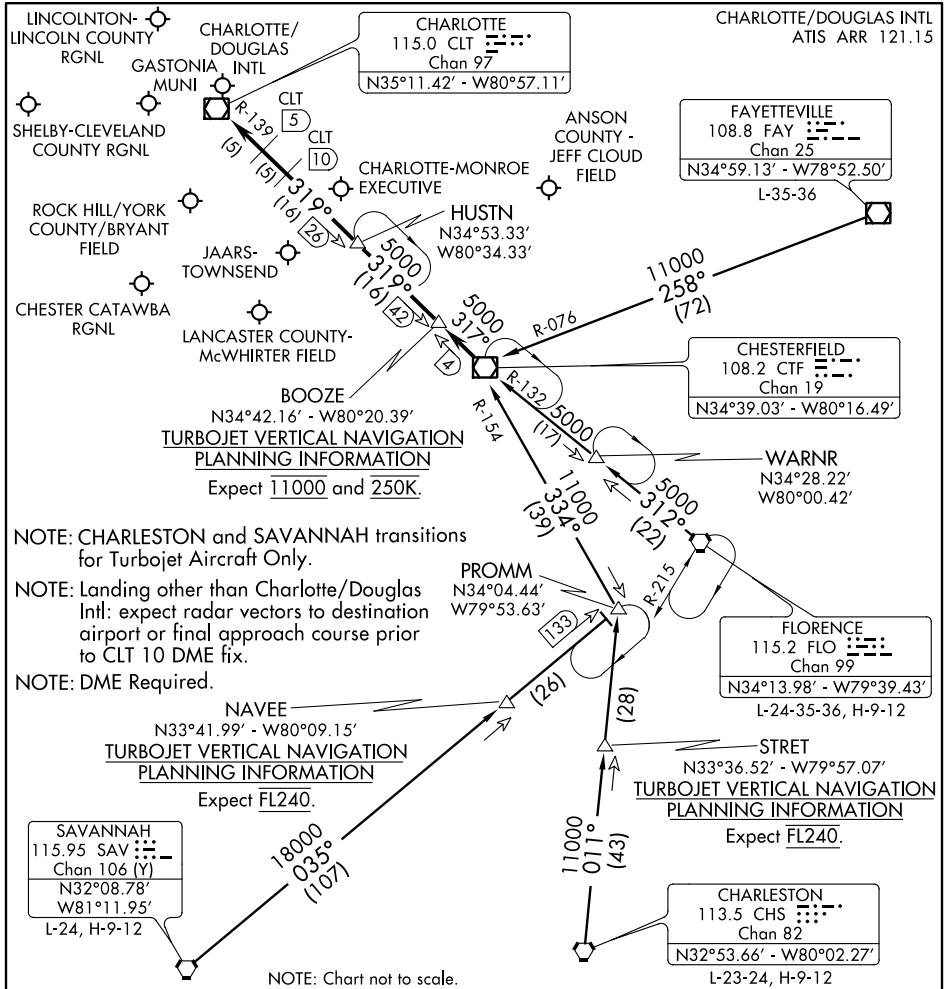 CHARLOTTE/DOUGLAS INTL
ATIS ARR 121.15
LINCOLNTON-
LINCOLN COUNTY
RGNL
CHARLOTTE/
DOUGLAS
INTL
GASTONIA
MUNI
CHARLOTTE
115.0 CLT
Chan 97
N35°11.42' - W80°57.11'
SHELBY-CLEVELAND
COUNTY RGNL
R-139
(5)
CLT
5
(5)
CLT
10
ANSON
COUNTY -
JEFF CLOUD
FIELD
FAYETTEVILLE
108.8 FAY
Chan 25
N34°59.13' - W78°52.50'
L-35-36
CHARLOTTE-MONROE
EXECUTIVE
319°
(16)
26
HUSTN
N34°53.33'
W80°34.33'
ROCK HILL/YORK
COUNTY/BRYANT
FIELD
JAARS-
TOWNSEND
5000
319°
(16)
42
CHESTER CATAWBA
RGNL
LANCASTER COUNTY-
McWHIRTER FIELD
11000
258°
(72)
R-076
5000
317°
4
CHESTERFIELD
108.2 CTF
Chan 19
N34°39.03' - W80°16.49'
BOOZE
N34°42.16' - W80°20.39'
TURBOJET VERTICAL NAVIGATION
PLANNING INFORMATION
Expect 11000 and 250K.
R-132
5000
(17)
R-154
WARNR
N34°28.22'
W80°00.42'
5000
312°
(22)
11000
334°
(39)
NOTE: CHARLESTON and SAVANNAH transitions
for Turbojet Aircraft Only.
NOTE: Landing other than Charlotte/Douglas
Intl: expect radar vectors to destination
airport or final approach course prior
to CLT 10 DME fix.
NOTE: DME Required.
PROMM
N34°04.44'
W79°53.63'
R-215
133
FLORENCE
115.2 FLO
Chan 99
N34°13.98' - W79°39.43'
L-24-35-36, H-9-12
NAVEE
N33°41.99' - W80°09.15'
TURBOJET VERTICAL NAVIGATION
PLANNING INFORMATION
Expect FL240.
(26)
(28)
STRET
N33°36.52' - W79°57.07'
TURBOJET VERTICAL NAVIGATION
PLANNING INFORMATION
Expect FL240.
SAVANNAH
115.95 SAV
Chan 106 (Y)
N32°08.78'
W81°11.95'
L-24, H-9-12
18000
035°
(107)
11000
011°
(43)
CHARLESTON
113.5 CHS
Chan 82
N32°53.66' - W80°02.27'
L-23-24, H-9-12
NOTE: Chart not to scale.